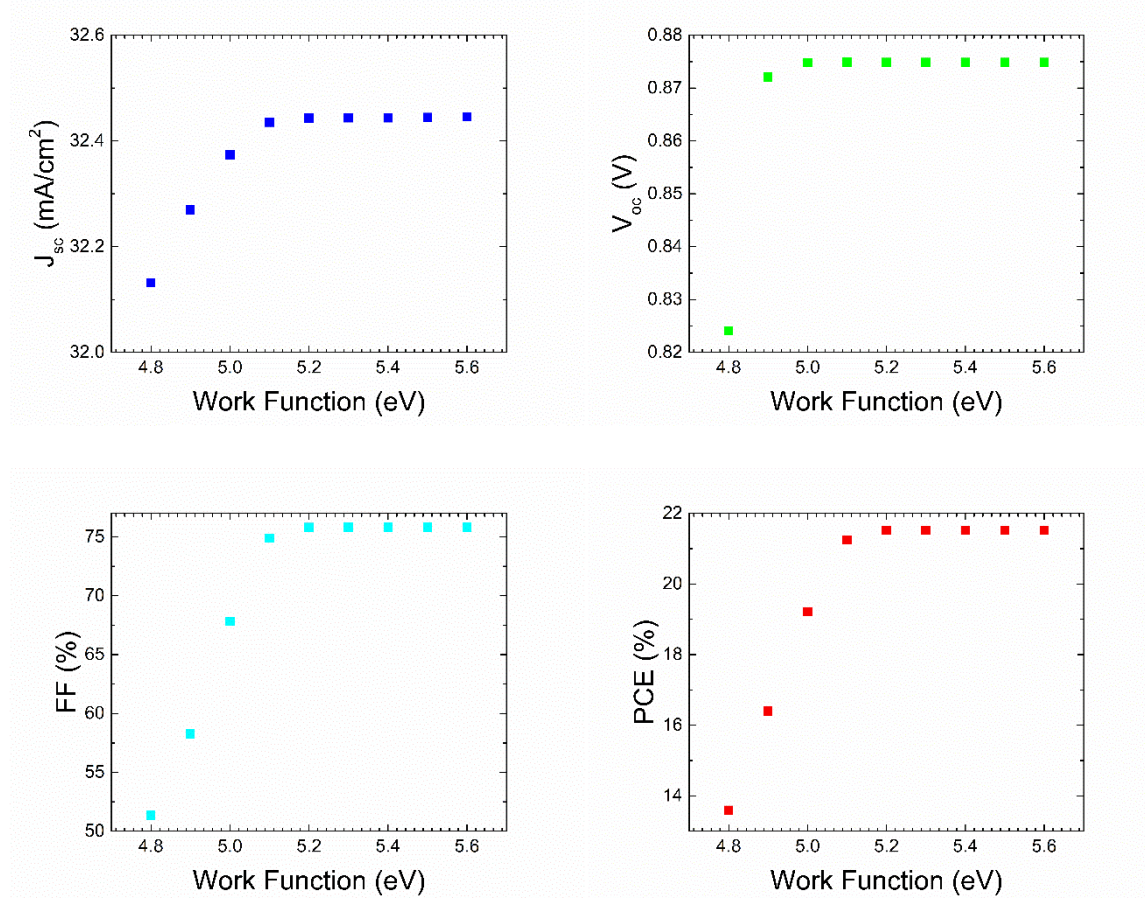 32.6
32.4
32.2
32.0
J_sc (mA/cm²)
4.8 5.0 5.2 5.4 5.6
Work Function (eV)
0.88
0.87
0.86
0.85
0.84
0.83
0.82
V_oc (V)
4.8 5.0 5.2 5.4 5.6
Work Function (eV)
75
70
65
60
55
50
FF (%)
4.8 5.0 5.2 5.4 5.6
Work Function (eV)
22
20
18
16
14
PCE (%)
4.8 5.0 5.2 5.4 5.6
Work Function (eV)